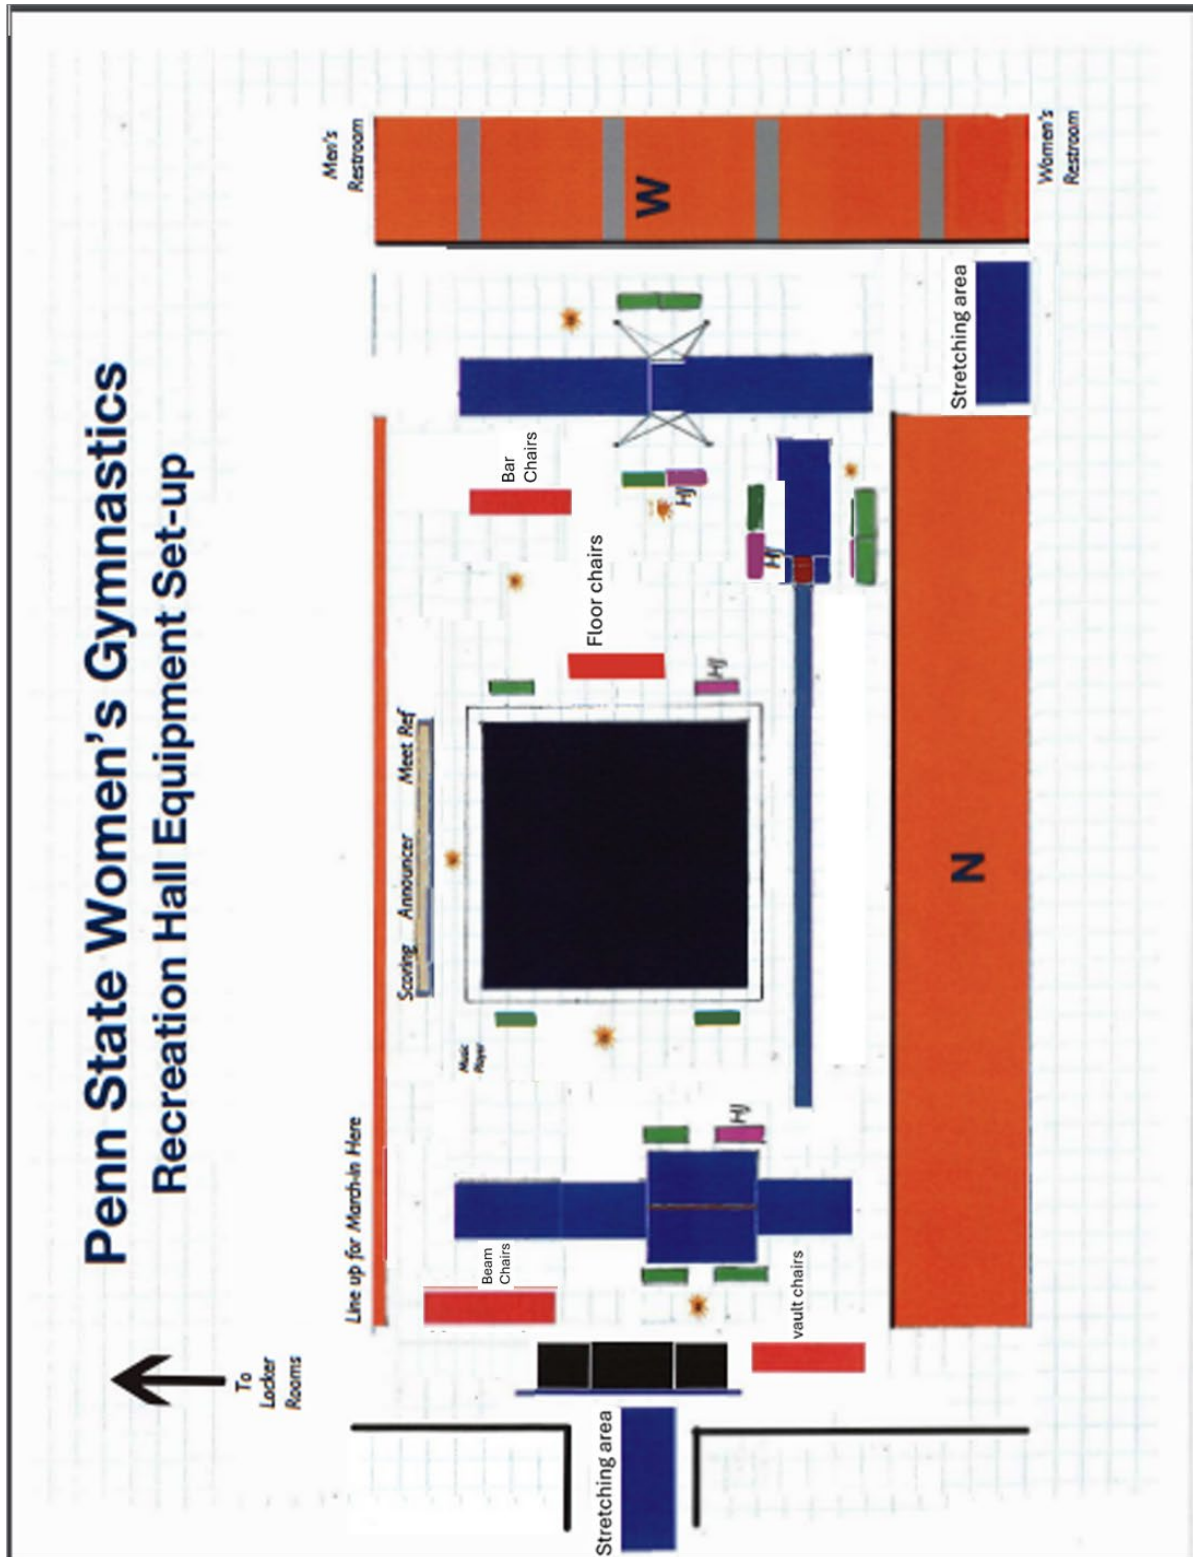 Penn State Women's Gymnastics
Recreation Hall Equipment Set-up
To
Locker
Rooms
Line up for March-in Here
Men's
Restroom
Scoring Announcer Meet Ref
Music
Player
Beam
Chairs
Bar
Chairs
Floor chairs
HJ
HJ
HJ
HJ
W
vault chairs
Stretching area
Stretching area
N
Women's
Restroom